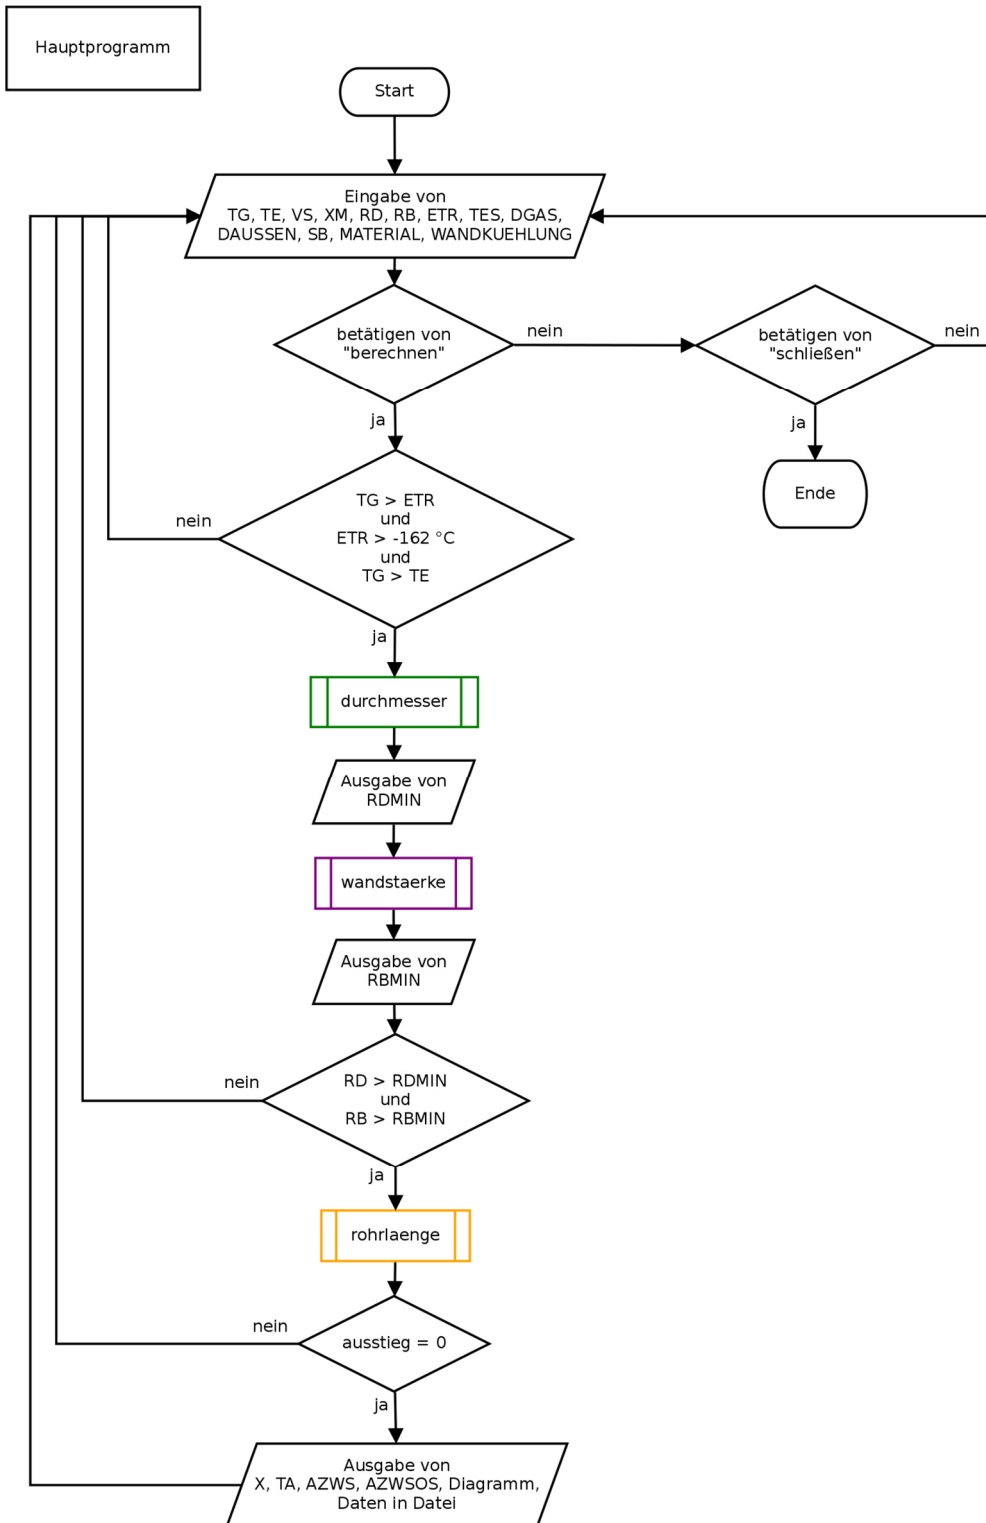 Hauptprogramm
Start
Eingabe von
TG, TE, VS, XM, RD, RB, ETR, TES, DGAS,
DAUSSEN, SB, MATERIAL, WANDKUEHLUNG
betätigen von
"berechnen"
nein
betätigen von
"schließen"
nein
ja
ja
Ende
TG > ETR
und
ETR > -162 °C
und
TG > TE
nein
ja
durchmesser
Ausgabe von
RDMIN
wandstaerke
Ausgabe von
RBMIN
RD > RDMIN
und
RB > RBMIN
nein
ja
rohrlaenge
nein
ausstieg = 0
ja
Ausgabe von
X, TA, AZWS, AZWSOS, Diagramm,
Daten in Datei